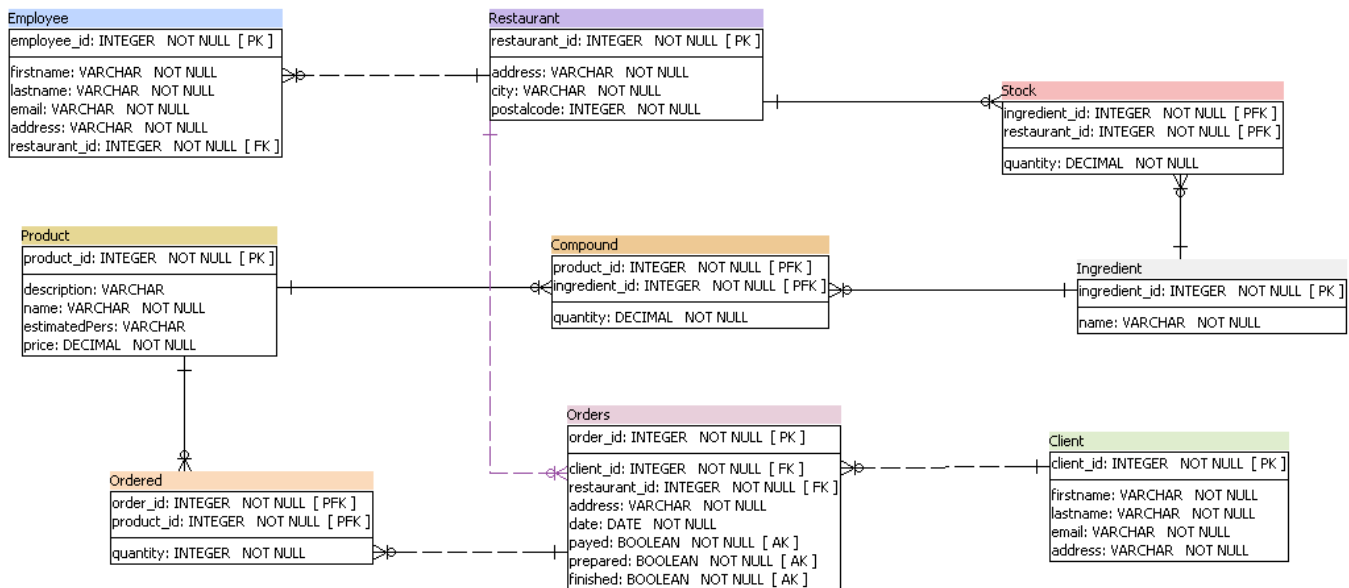 Employee
employee_id: INTEGER NOT NULL [ PK ]
firstname: VARCHAR NOT NULL
lastname: VARCHAR NOT NULL
email: VARCHAR NOT NULL
address: VARCHAR NOT NULL
restaurant_id: INTEGER NOT NULL [ FK ]
Restaurant
restaurant_id: INTEGER NOT NULL [ PK ]
address: VARCHAR NOT NULL
city: VARCHAR NOT NULL
postalcode: INTEGER NOT NULL
Stock
ingredient_id: INTEGER NOT NULL [ PFK ]
restaurant_id: INTEGER NOT NULL [ PFK ]
quantity: DECIMAL NOT NULL
Product
product_id: INTEGER NOT NULL [ PK ]
description: VARCHAR
name: VARCHAR NOT NULL
estimatedPers: VARCHAR
price: DECIMAL NOT NULL
Compound
product_id: INTEGER NOT NULL [ PFK ]
ingredient_id: INTEGER NOT NULL [ PFK ]
quantity: DECIMAL NOT NULL
Ingredient
ingredient_id: INTEGER NOT NULL [ PK ]
name: VARCHAR NOT NULL
Ordered
order_id: INTEGER NOT NULL [ PFK ]
product_id: INTEGER NOT NULL [ PFK ]
quantity: INTEGER NOT NULL
Orders
order_id: INTEGER NOT NULL [ PK ]
client_id: INTEGER NOT NULL [ FK ]
restaurant_id: INTEGER NOT NULL [ FK ]
address: VARCHAR NOT NULL
date: DATE NOT NULL
payed: BOOLEAN NOT NULL [ AK ]
prepared: BOOLEAN NOT NULL [ AK ]
finished: BOOLEAN NOT NULL [ AK ]
Client
client_id: INTEGER NOT NULL [ PK ]
firstname: VARCHAR NOT NULL
lastname: VARCHAR NOT NULL
email: VARCHAR NOT NULL
address: VARCHAR NOT NULL